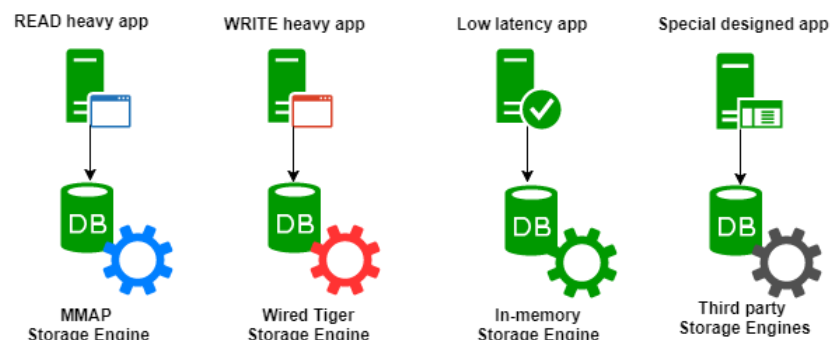 READ heavy app
WRITE heavy app
Low latency app
Special designed app
DB
DB
DB
DB
MMAP
Storage Engine
Wired Tiger
Storage Engine
In-memory
Storage Engine
Third party
Storage Engines